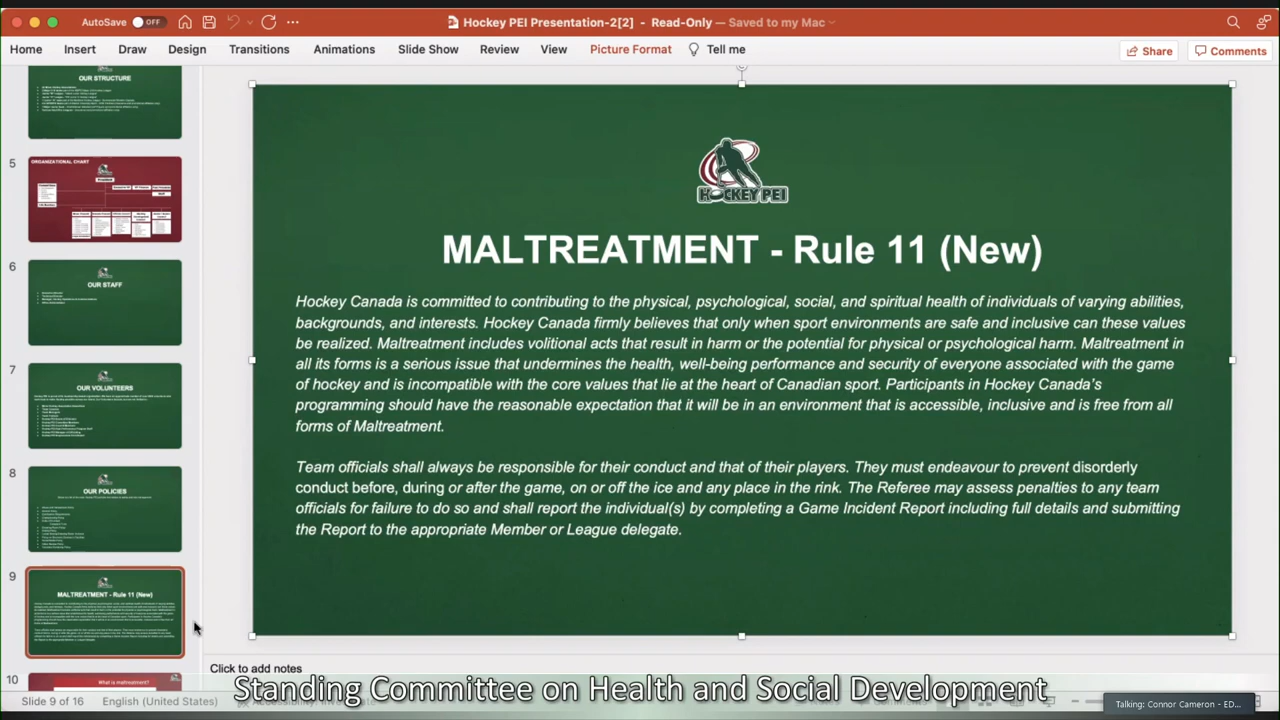 AutoSave OFF
Hockey PEI Presentation-2[2] - Read-Only — Saved to my Mac
Home Insert Draw Design Transitions Animations Slide Show Review View Picture Format Tell me
Share Comments
OUR STRUCTURE
5
ORGANIZATIONAL CHART
6
OUR STAFF
7
OUR VOLUNTEERS
8
OUR POLICIES
9
MALTREATMENT - Rule 11 (New)
10
What is maltreatment?
HOCKEY PEI
MALTREATMENT - Rule 11 (New)
Hockey Canada is committed to contributing to the physical, psychological, social, and spiritual health of individuals of varying abilities,
backgrounds, and interests. Hockey Canada firmly believes that only when sport environments are safe and inclusive can these values
be realized. Maltreatment includes volitional acts that result in harm or the potential for physical or psychological harm. Maltreatment in
all its forms is a serious issue that undermines the health, well-being performance and security of everyone associated with the game
of hockey and is incompatible with the core values that lie at the heart of Canadian sport. Participants in Hockey Canada's
programming should have the reasonable expectation that it will be in an environment that is accessible, inclusive and is free from all
forms of Maltreatment.
Team officials shall always be responsible for their conduct and that of their players. They must endeavour to prevent disorderly
conduct before, during or after the game, on or off the ice and any place in the rink. The Referee may assess penalties to any team
officials for failure to do so and shall report the individual(s) by completing a Game Incident Report including full details and submitting
the report to the appropriate Member or League delegate.
Click to add notes
Slide 9 of 16 English (United States)
Standing Committee on Health and Social Development
Talking: Connor Cameron - ED...